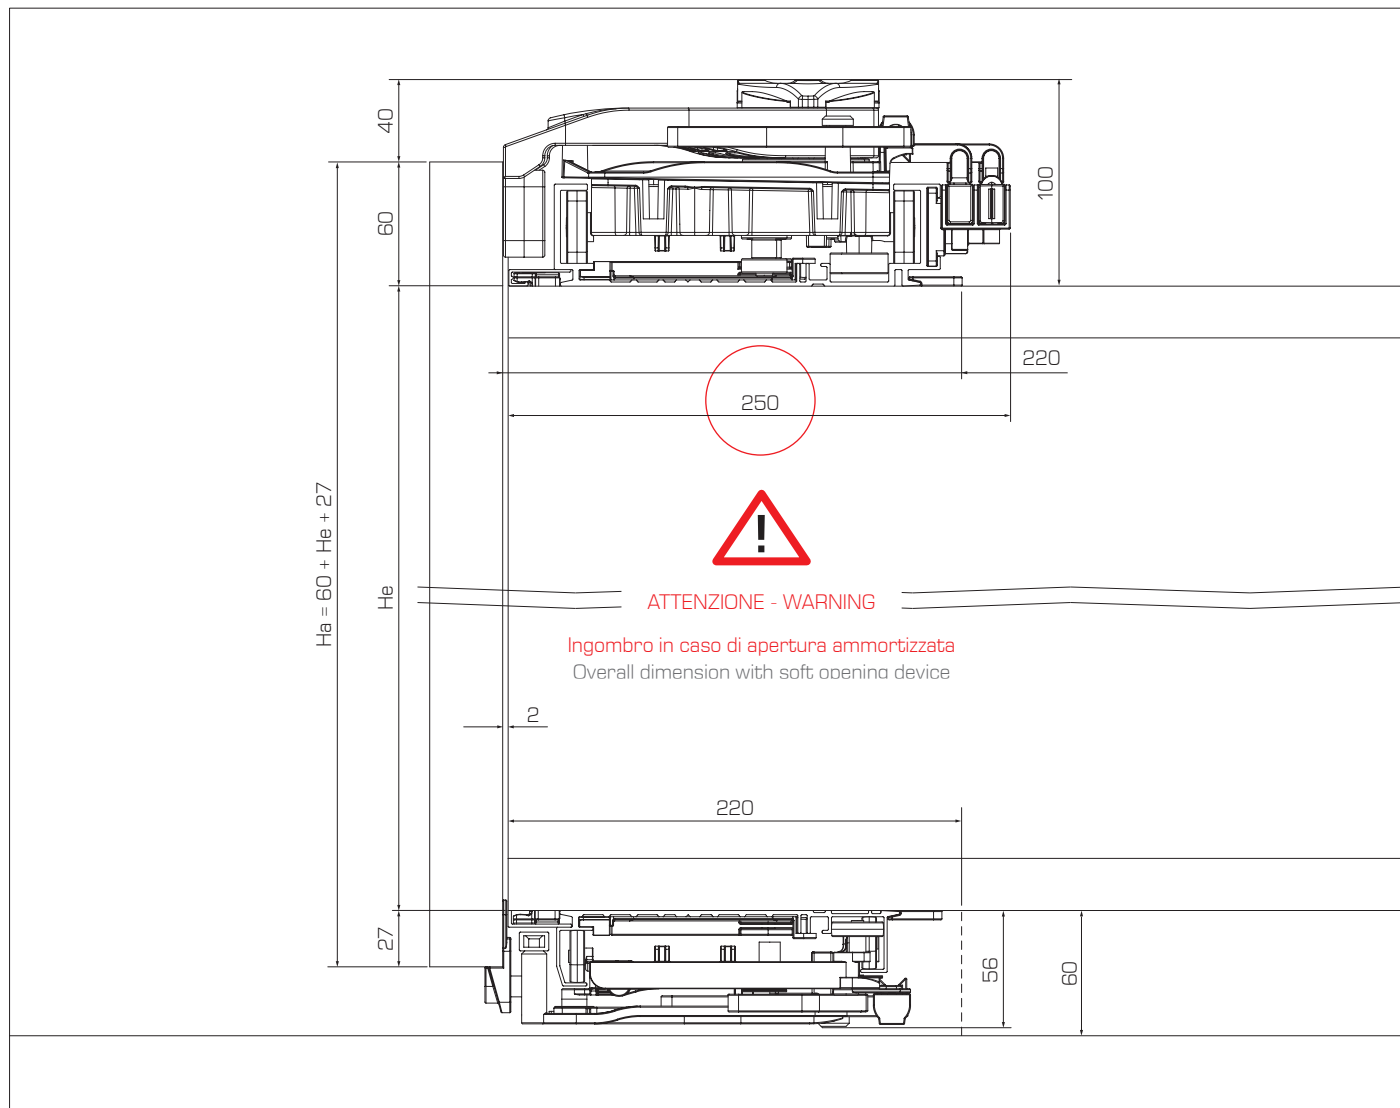 40
60
100
220
250
Ha = 60 + He + 27
He
!
ATTENZIONE - WARNING
Ingombro in caso di apertura ammortizzata
Overall dimension with soft opening device
2
220
27
56
60